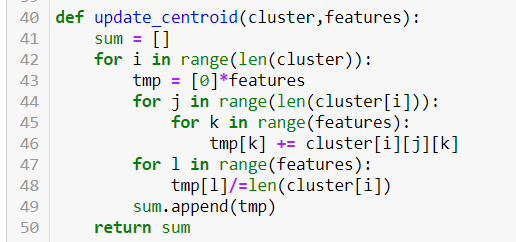 40 def update_centroid(cluster,features):
41     sum = []
42     for i in range(len(cluster)):
43         tmp = [0]*features
44         for j in range(len(cluster[i])):
45             for k in range(features):
46                 tmp[k] += cluster[i][j][k]
47         for l in range(features):
48             tmp[l]/=len(cluster[i])
49         sum.append(tmp)
50     return sum